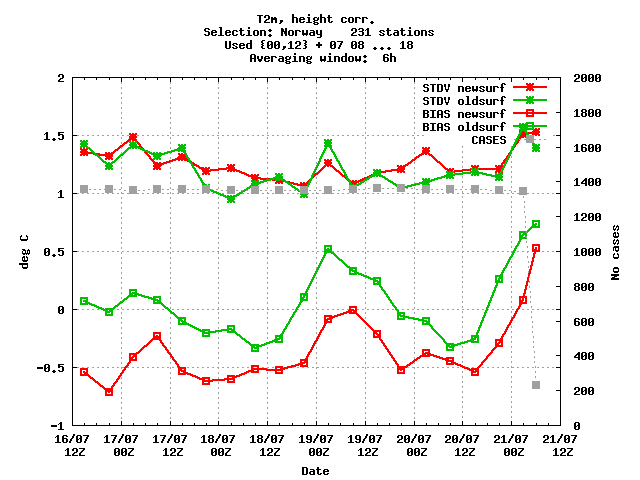 T2m, height corr.
Selection: Norway    231 stations
Used {00,12} + 07 08 ... 18
Averaging window:  6h
2
1.5
1
0.5
0
-0.5
-1
deg C
2000
1800
1600
1400
1200
1000
800
600
400
200
0
No cases
STDV newsurf
STDV oldsurf
BIAS newsurf
BIAS oldsurf
CASES
16/07 17/07 17/07 18/07 18/07 19/07 19/07 20/07 20/07 21/07 21/07
12Z 00Z 12Z 00Z 12Z 00Z 12Z 00Z 12Z 00Z 12Z
Date